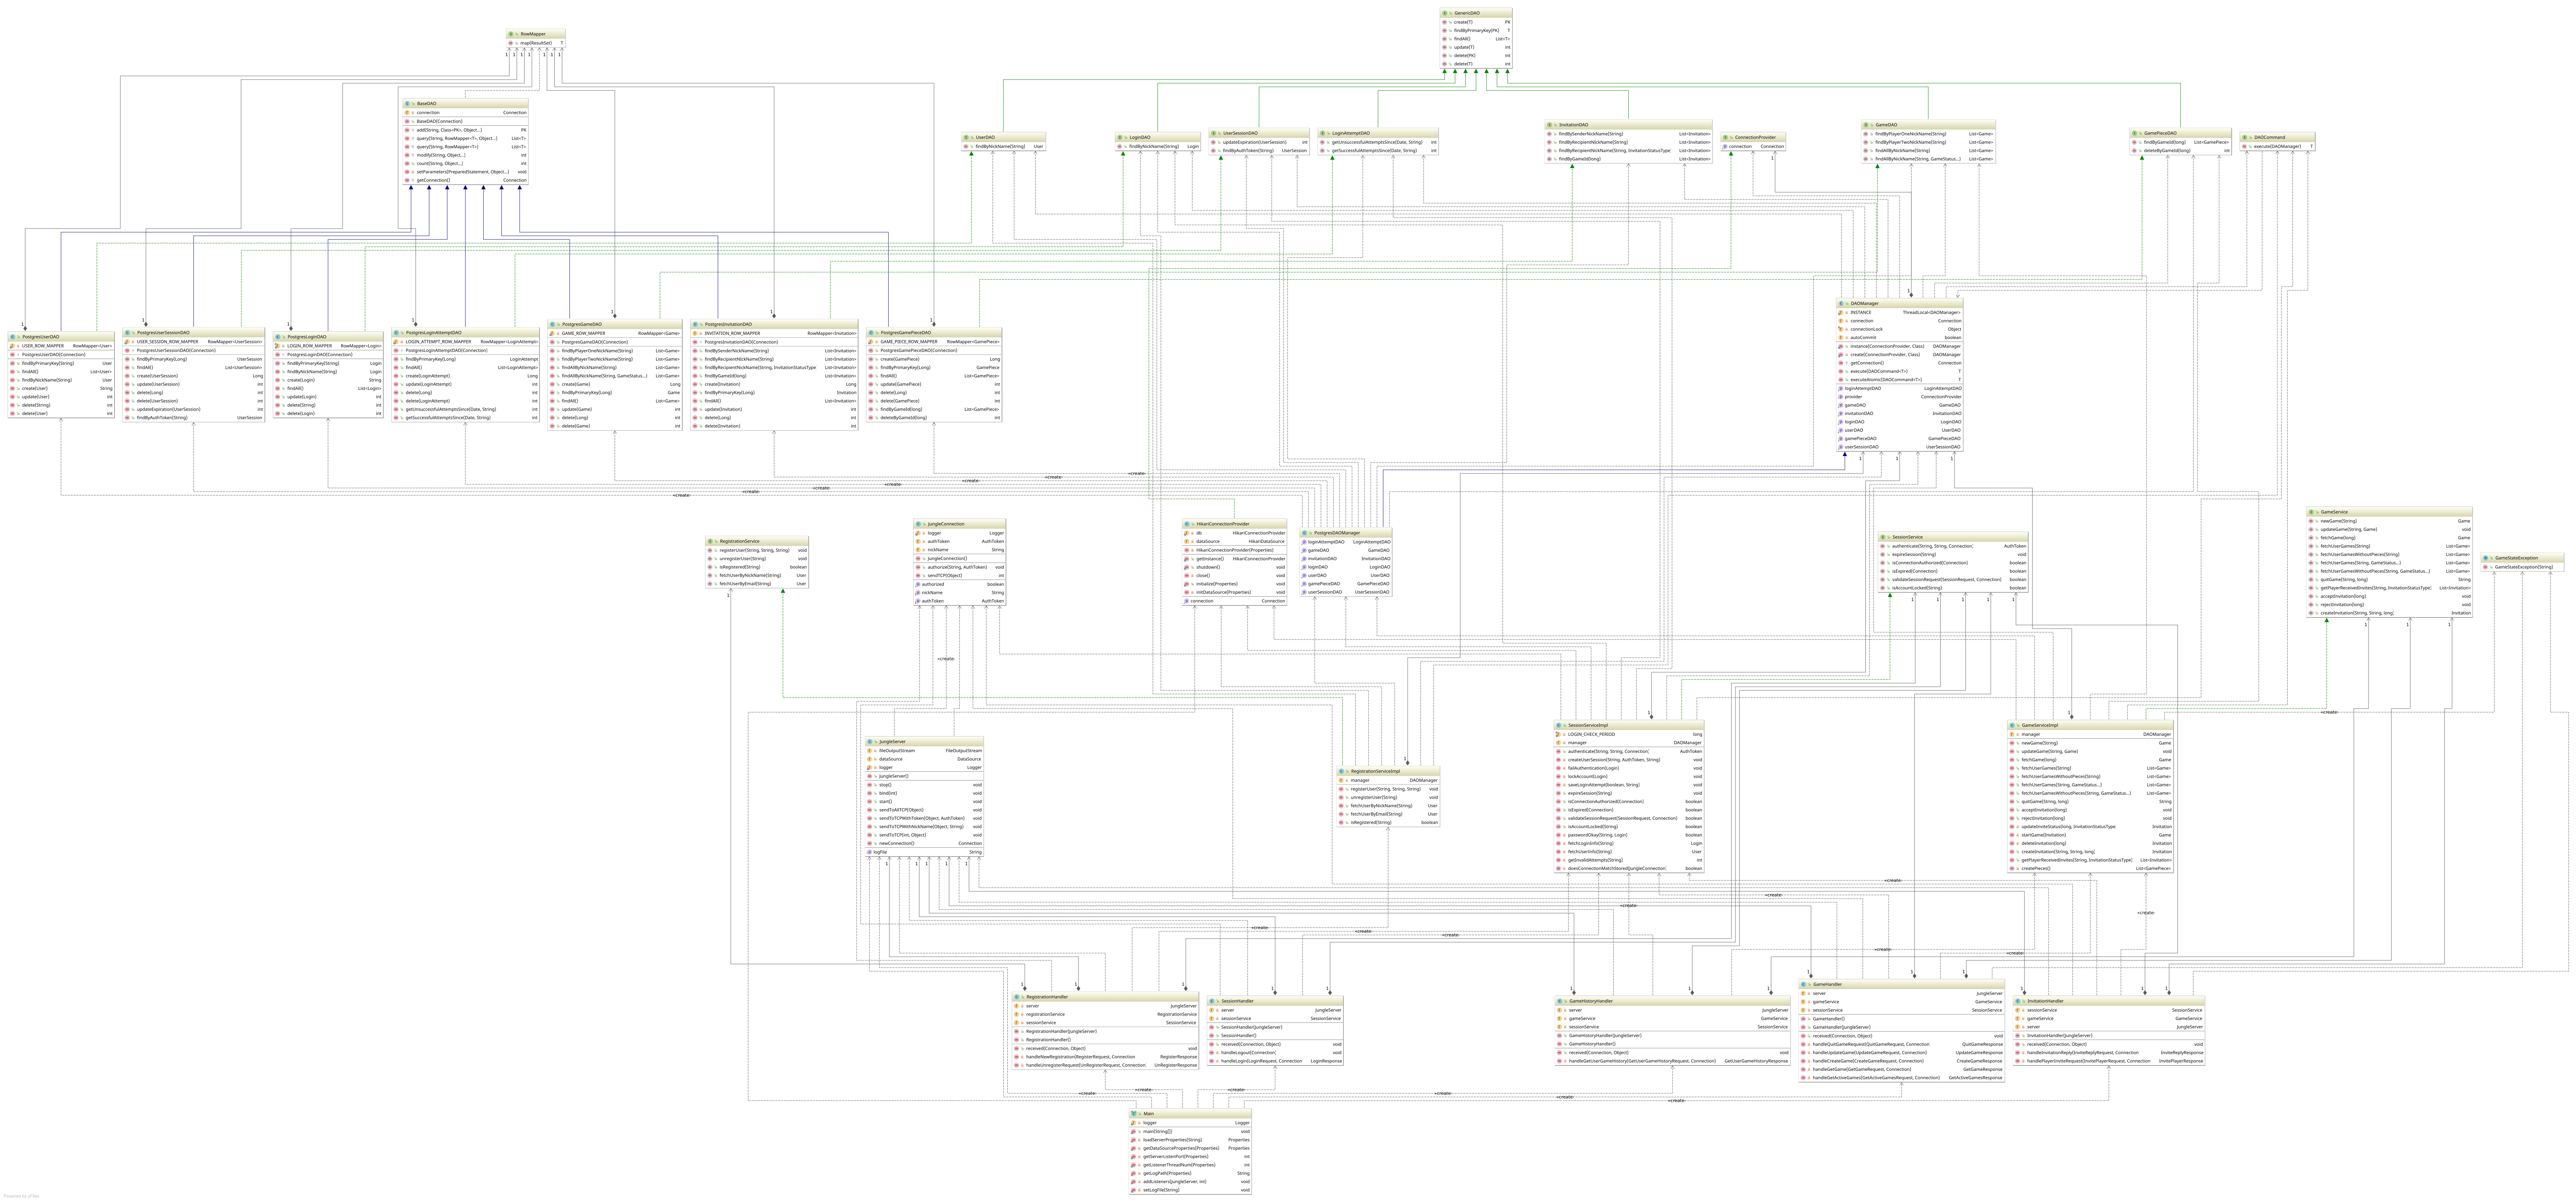 GenericDAO
create(T) PK
findByPrimaryKey(PK) T
findAll() List<T>
update(T) int
delete(PK) int
delete(T) int
RowMapper
map(ResultSet) T
BaseDAO
connection Connection
BaseDAO(Connection)
add(String, Class<PK>, Object...) PK
query(String, RowMapper<T>, Object...) List<T>
query(String, RowMapper<T>) List<T>
modify(String, Object...) int
count(String, Object...) int
setParameters(PreparedStatement, Object...) void
getConnection() Connection
UserDAO
findByNickName(String) User
LoginDAO
findByNickName(String) Login
UserSessionDAO
updateExpiration(UserSession) int
findByAuthToken(String) UserSession
LoginAttemptDAO
getUnsuccessfulAttemptsSince(Date, String) int
getSuccessfulAttemptsSince(Date, String) int
InvitationDAO
findBySenderNickName(String) List<Invitation>
findByRecipientNickName(String) List<Invitation>
findByRecipientNickName(String, InvitationStatusType) List<Invitation>
findByGameId(long) List<Invitation>
ConnectionProvider
connection Connection
GameDAO
findByPlayerOneNickName(String) List<Game>
findByPlayerTwoNickName(String) List<Game>
findAllByNickName(String) List<Game>
findAllByNickName(String, GameStatus...) List<Game>
GamePieceDAO
findByGameId(long) List<GamePiece>
deleteByGameId(long) int
DAOCommand
execute(DAOManager) T
DAOManager
INSTANCE ThreadLocal<DAOManager>
connection Connection
connectionLock Object
autoCommit boolean
instance(ConnectionProvider, Class) DAOManager
create(ConnectionProvider, Class) DAOManager
getConnection() Connection
execute(DAOCommand<T>) T
executeAtomic(DAOCommand<T>) T
loginAttemptDAO LoginAttemptDAO
provider ConnectionProvider
gameDAO GameDAO
invitationDAO InvitationDAO
loginDAO LoginDAO
userDAO UserDAO
gamePieceDAO GamePieceDAO
userSessionDAO UserSessionDAO
PostgresUserDAO
USER_ROW_MAPPER RowMapper<User>
PostgresUserDAO(Connection)
findByPrimaryKey(String) User
findAll() List<User>
findByNickName(String) User
create(User) String
update(User) int
delete(String) int
delete(User) int
PostgresUserSessionDAO
USER_SESSION_ROW_MAPPER RowMapper<UserSession>
PostgresUserSessionDAO(Connection)
findByPrimaryKey(Long) UserSession
findAll() List<UserSession>
create(UserSession) Long
update(UserSession) int
delete(Long) int
delete(UserSession) int
updateExpiration(UserSession) int
findByAuthToken(String) UserSession
PostgresLoginDAO
LOGIN_ROW_MAPPER RowMapper<Login>
PostgresLoginDAO(Connection)
findByPrimaryKey(String) Login
findByNickName(String) Login
create(Login) String
findAll() List<Login>
update(Login) int
delete(String) int
delete(Login) int
PostgresLoginAttemptDAO
LOGIN_ATTEMPT_ROW_MAPPER RowMapper<LoginAttempt>
PostgresLoginAttemptDAO(Connection)
findByPrimaryKey(Long) LoginAttempt
findAll() List<LoginAttempt>
create(LoginAttempt) Long
update(LoginAttempt) int
delete(Long) int
delete(LoginAttempt) int
getUnsuccessfulAttemptsSince(Date, String) int
getSuccessfulAttemptsSince(Date, String) int
PostgresGameDAO
GAME_ROW_MAPPER RowMapper<Game>
PostgresGameDAO(Connection)
findByPlayerOneNickName(String) List<Game>
findByPlayerTwoNickName(String) List<Game>
findAllByNickName(String) List<Game>
findAllByNickName(String, GameStatus...) List<Game>
create(Game) Long
findByPrimaryKey(Long) Game
findAll() List<Game>
update(Game) int
delete(Long) int
delete(Game) int
PostgresInvitationDAO
INVITATION_ROW_MAPPER RowMapper<Invitation>
PostgresInvitationDAO(Connection)
findBySenderNickName(String) List<Invitation>
findByRecipientNickName(String) List<Invitation>
findByRecipientNickName(String, InvitationStatusType List<Invitation>
findByGameId(long) List<Invitation>
create(Invitation) Long
findByPrimaryKey(Long) Invitation
findAll() List<Invitation>
update(Invitation) int
delete(Long) int
delete(Invitation) int
PostgresGamePieceDAO
GAME_PIECE_ROW_MAPPER RowMapper<GamePiece>
PostgresGamePieceDAO(Connection)
create(GamePiece) Long
findByPrimaryKey(Long) GamePiece
findAll() List<GamePiece>
update(GamePiece) int
delete(Long) int
delete(GamePiece) int
findByGameId(long) List<GamePiece>
deleteByGameId(long) int
RegistrationService
registerUser(String, String, String) void
unregisterUser(String) void
isRegistered(String) boolean
fetchUserByNickName(String) User
fetchUserByEmail(String) User
JungleConnection
logger Logger
authToken AuthToken
nickName String
JungleConnection()
authorize(String, AuthToken) void
sendTCP(Object) int
authorized boolean
nickName String
authToken AuthToken
HikariConnectionProvider
db HikariConnectionProvider
dataSource HikariDataSource
HikariConnectionProvider(Properties)
getInstance() HikariConnectionProvider
shutdown() void
close() void
initialize(Properties) void
initDataSource(Properties) void
connection Connection
PostgresDAOManager
loginAttemptDAO LoginAttemptDAO
gameDAO GameDAO
invitationDAO InvitationDAO
loginDAO LoginDAO
userDAO UserDAO
gamePieceDAO GamePieceDAO
userSessionDAO UserSessionDAO
SessionService
authenticate(String, String, Connection) AuthToken
expireSession(String) void
isConnectionAuthorized(Connection) boolean
isExpired(Connection) boolean
validateSessionRequest(SessionRequest, Connection) boolean
isAccountLocked(String) boolean
GameService
newGame(String) Game
updateGame(String, Game) void
fetchGame(long) Game
fetchUserGames(String) List<Game>
fetchUserGamesWithoutPieces(String) List<Game>
fetchUserGames(String, GameStatus...) List<Game>
fetchUserGamesWithoutPieces(String, GameStatus...) List<Game>
quitGame(String, long) String
getPlayerReceivedInvites(String, InvitationStatusType) List<Invitation>
acceptInvitation(long) void
rejectInvitation(long) void
createInvitation(String, String, long) Invitation
GameStateException
GameStateException(String)
JungleServer
fileOutputStream FileOutputStream
dataSource DataSource
logger Logger
JungleServer()
stop() void
bind(int) void
start() void
sendToAllTCP(Object) void
sendToTCPWithToken(Object, AuthToken) void
sendToTCPWithNickName(Object, String) void
sendToTCP(int, Object) void
newConnection() Connection
logFile String
RegistrationServiceImpl
manager DAOManager
registerUser(String, String, String) void
unregisterUser(String) void
fetchUserByNickName(String) User
fetchUserByEmail(String) User
isRegistered(String) boolean
SessionServiceImpl
LOGIN_CHECK_PERIOD long
manager DAOManager
authenticate(String, String, Connection) AuthToken
createUserSession(String, AuthToken, String) void
failAuthentication(Login) void
lockAccount(Login) void
saveLoginAttempt(boolean, String) void
expireSession(String) void
isConnectionAuthorized(Connection) boolean
isExpired(Connection) boolean
validateSessionRequest(SessionRequest, Connection) boolean
isAccountLocked(String) boolean
passwordOkay(String, Login) boolean
fetchLoginInfo(String) Login
fetchUserInfo(String) User
getInvalidAttempts(String) int
doesConnectionMatchStored(JungleConnection) boolean
GameServiceImpl
manager DAOManager
newGame(String) Game
updateGame(String, Game) void
fetchGame(long) Game
fetchUserGames(String) List<Game>
fetchUserGamesWithoutPieces(String) List<Game>
fetchUserGames(String, GameStatus...) List<Game>
fetchUserGamesWithoutPieces(String, GameStatus...) List<Game>
quitGame(String, long) String
acceptInvitation(long) void
rejectInvitation(long) void
updateInviteStatus(long, InvitationStatusType Invitation
startGame(Invitation) Game
deleteInvitation(long) Invitation
createInvitation(String, String, long) Invitation
getPlayerReceivedInvites(String, InvitationStatusType) List<Invitation>
createPieces() List<GamePiece>
RegistrationHandler
server JungleServer
registrationService RegistrationService
sessionService SessionService
RegistrationHandler(JungleServer)
RegistrationHandler()
received(Connection, Object) void
handleNewRegistration(RegisterRequest, Connection RegisterResponse
handleUnregisterRequest(UnRegisterRequest, Connection) UnRegisterResponse
SessionHandler
server JungleServer
sessionService SessionService
SessionHandler(JungleServer)
SessionHandler()
received(Connection, Object) void
handleLogout(Connection) void
handleLogin(LoginRequest, Connection LoginResponse
GameHistoryHandler
server JungleServer
gameService GameService
sessionService SessionService
GameHistoryHandler(JungleServer)
GameHistoryHandler()
received(Connection, Object) void
handleGetUserGameHistory(GetUserGameHistoryRequest, Connection) GetUserGameHistoryResponse
GameHandler
server JungleServer
gameService GameService
sessionService SessionService
GameHandler()
GameHandler(JungleServer)
received(Connection, Object) void
handleQuitGameRequest(QuitGameRequest, Connection QuitGameResponse
handleUpdateGame(UpdateGameRequest, Connection) UpdateGameResponse
handleCreateGame(CreateGameRequest, Connection) CreateGameResponse
handleGetGame(GetGameRequest, Connection) GetGameResponse
handleGetActiveGames(GetActiveGamesRequest, Connection) GetActiveGamesResponse
InvitationHandler
sessionService SessionService
gameService GameService
server JungleServer
InvitationHandler(JungleServer)
received(Connection, Object) void
handleInvitationReply(InviteReplyRequest, Connection InviteReplyResponse
handlePlayerInviteRequest(InvitePlayerRequest, Connection InvitePlayerResponse
Main
logger Logger
main(String[]) void
loadServerProperties(String) Properties
getDataSourceProperties(Properties) Properties
getServerListenPort(Properties) int
getListenerThreadNum(Properties) int
getLogPath(Properties) String
addListeners(JungleServer, int) void
setLogFile(String) void
Powered by yFiles